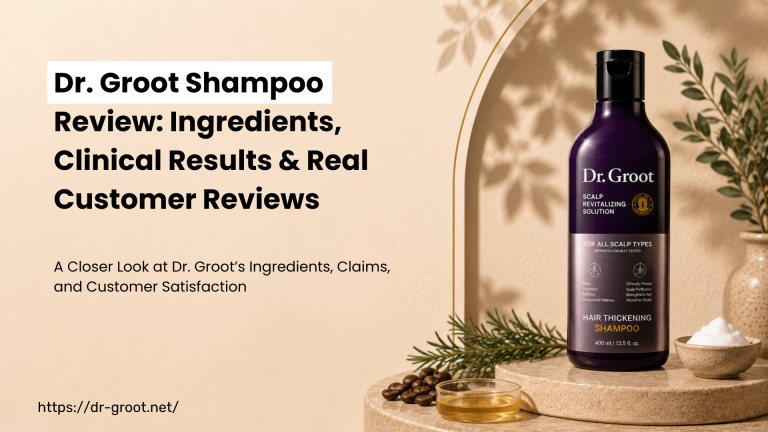 Dr. Groot Shampoo
Review: Ingredients,
Clinical Results & Real
Customer Reviews
A Closer Look at Dr. Groot's Ingredients, Claims,
and Customer Satisfaction
https://dr-groot.net/
Dr. Groot
SCALP
REVITALIZING
SOLUTION
FOR ALL SCALP TYPES
DERMATOLOGICALLY TESTED
HAIR THICKENING
SHAMPOO
400 ml / 13.5 fl. oz.